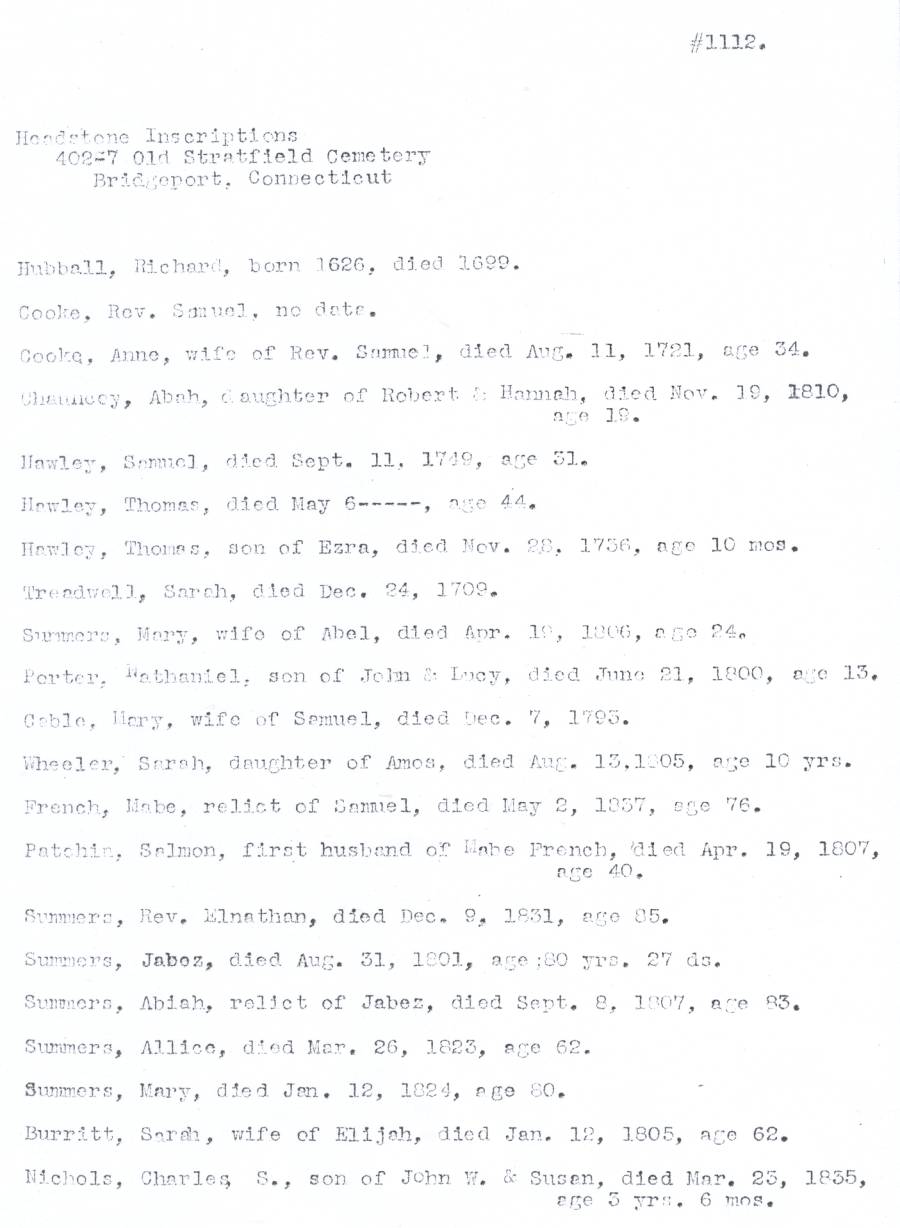 #1112.
Headstone Inscriptions
402-7 Old Stratfield Cemetery
Bridgeport, Connecticut
Hubball, Richard, born 1626, died 1699.
Cooke, Rev. Samuel, no date.
Cooke, Anne, wife of Rev. Samuel, died Aug. 11, 1721, age 34.
Chauncey, Abah, daughter of Robert & Hannah, died Nov. 19, 1810,
age 19.
Hawley, Samuel, died Sept. 11, 1749, age 31.
Hawley, Thomas, died May 6-----, age 44.
Hawley, Thomas, son of Ezra, died Nov. 28, 1736, age 10 mos.
Treadwell, Sarah, died Dec. 24, 1709.
Summers, Mary, wife of Abel, died Apr. 19, 1806, age 24.
Porter, Nathaniel, son of John & Lucy, died June 21, 1800, age 13.
Cable, Mary, wife of Samuel, died Dec. 7, 1793.
Wheeler, Sarah, daughter of Amos, died Aug. 13,1805, age 10 yrs.
French, Mabe, relict of Samuel, died May 2, 1837, age 76.
Patchin, Salmon, first husband of Mabe French, died Apr. 19, 1807,
age 40.
Summers, Rev. Elnathan, died Dec. 9, 1831, age 85.
Summers, Jabez, died Aug. 31, 1801, age 80 yrs. 27 ds.
Summers, Abiah, relict of Jabez, died Sept. 8, 1807, age 83.
Summers, Allice, died Mar. 26, 1823, age 62.
Summers, Mary, died Jan. 12, 1824, age 80.
Burritt, Sarah, wife of Elijah, died Jan. 12, 1805, age 62.
Nichols, Charles, S., son of John W. & Susan, died Mar. 23, 1835,
age 3 yrs. 6 mos.